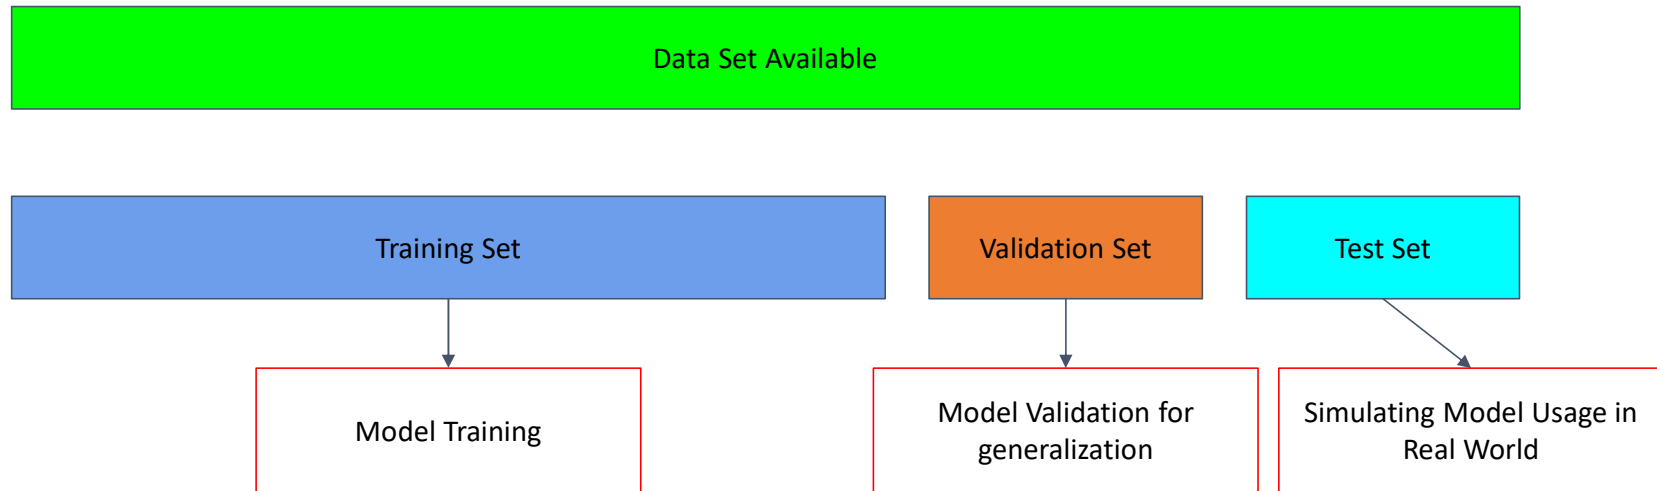 Data Set Available
Training Set
Validation Set
Test Set
Model Training
Model Validation for
generalization
Simulating Model Usage in
Real World